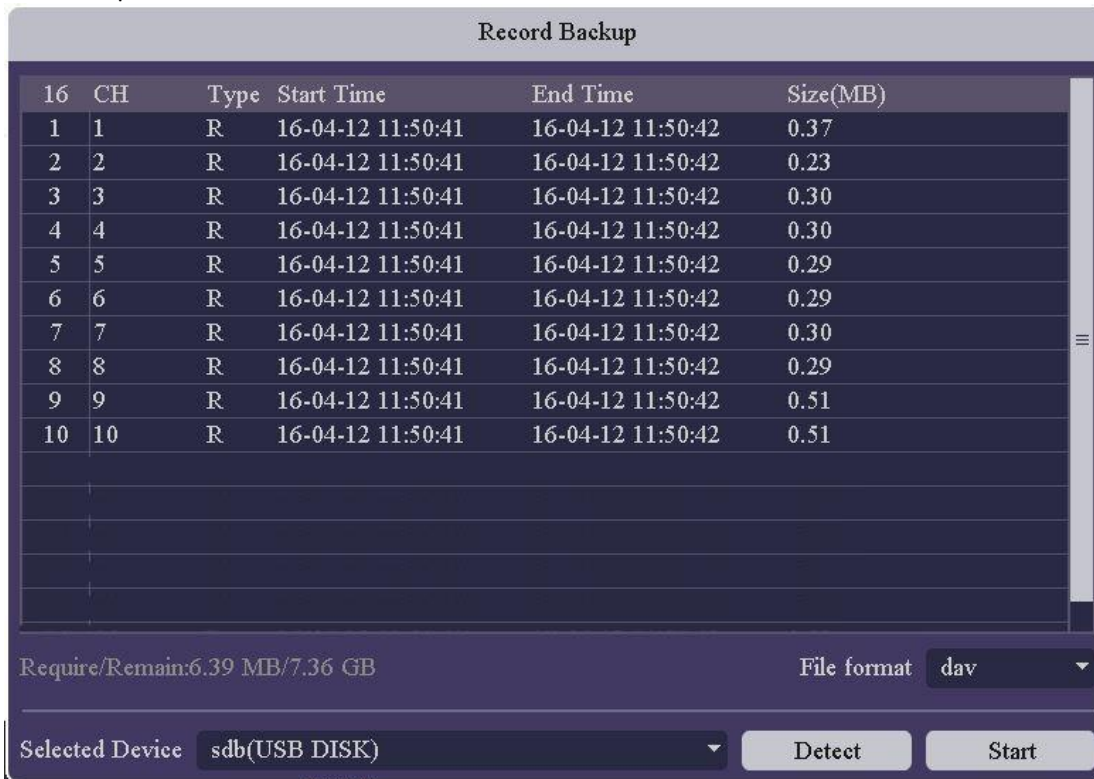 Record Backup
16 CH Type Start Time End Time Size(MB)
1 1 R 16-04-12 11:50:41 16-04-12 11:50:42 0.37
2 2 R 16-04-12 11:50:41 16-04-12 11:50:42 0.23
3 3 R 16-04-12 11:50:41 16-04-12 11:50:42 0.30
4 4 R 16-04-12 11:50:41 16-04-12 11:50:42 0.30
5 5 R 16-04-12 11:50:41 16-04-12 11:50:42 0.29
6 6 R 16-04-12 11:50:41 16-04-12 11:50:42 0.29
7 7 R 16-04-12 11:50:41 16-04-12 11:50:42 0.30
8 8 R 16-04-12 11:50:41 16-04-12 11:50:42 0.29
9 9 R 16-04-12 11:50:41 16-04-12 11:50:42 0.51
10 10 R 16-04-12 11:50:41 16-04-12 11:50:42 0.51
Require/Remain:6.39 MB/7.36 GB File format dav
Selected Device sdb(USB DISK) Detect Start